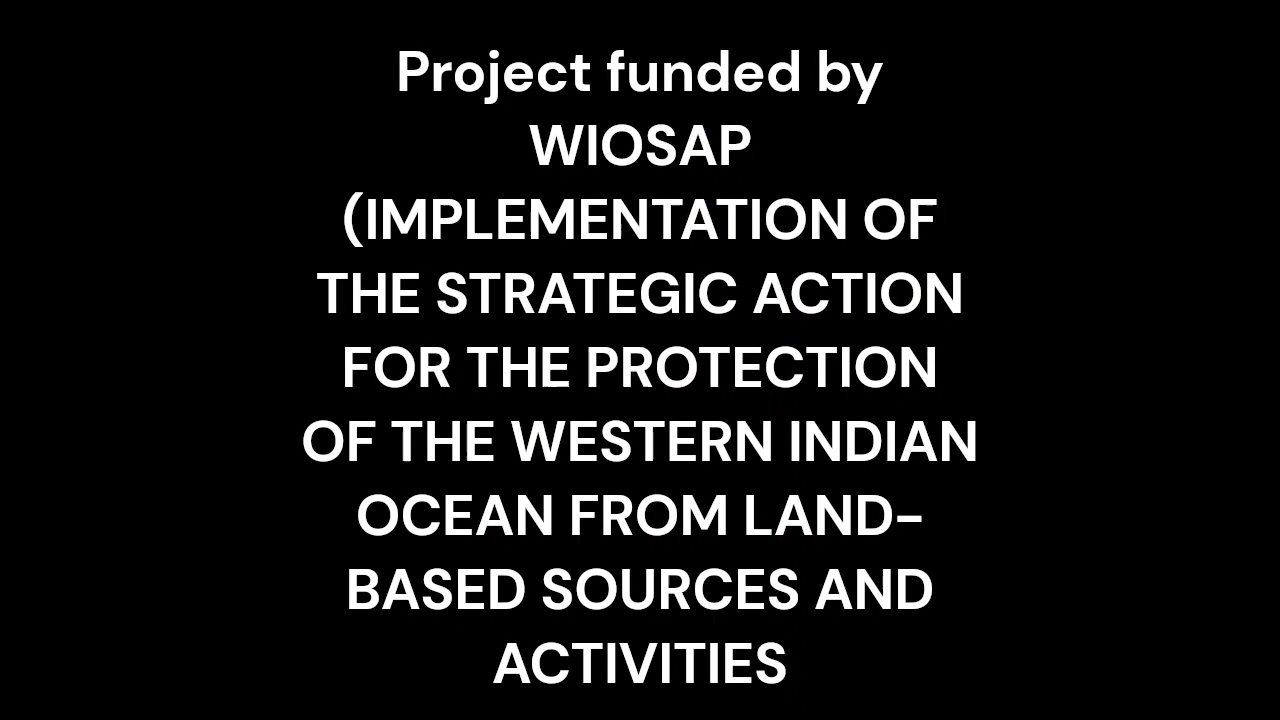 Project funded by
WIOSAP
(IMPLEMENTATION OF
THE STRATEGIC ACTION
FOR THE PROTECTION
OF THE WESTERN INDIAN
OCEAN FROM LAND-
BASED SOURCES AND
ACTIVITIES